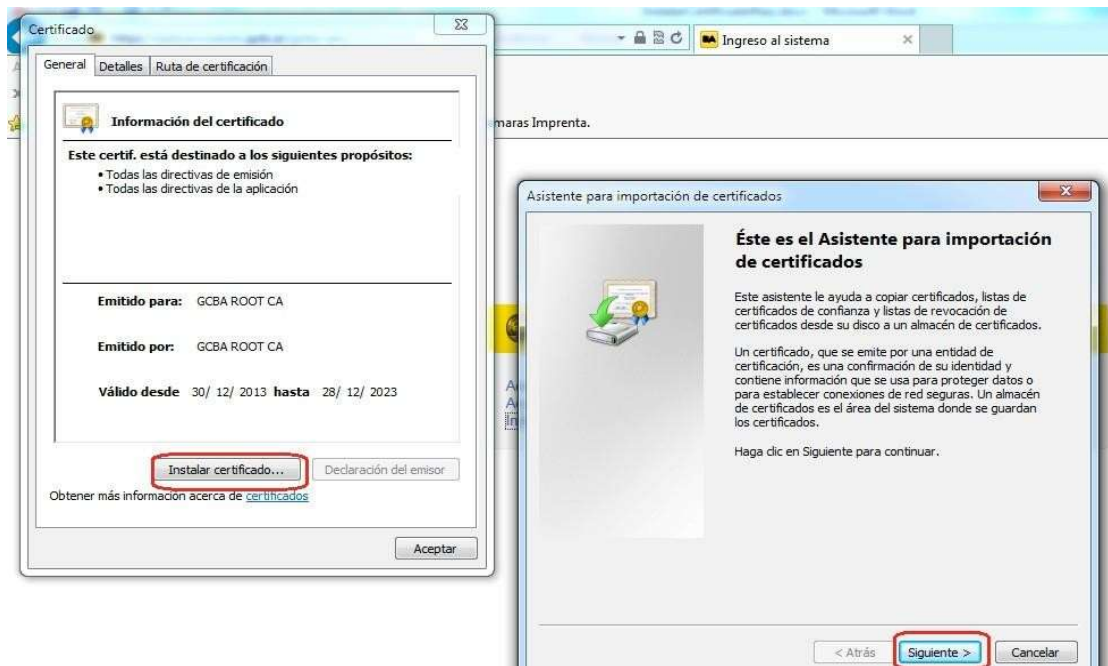 Certificado
Ingreso al sistema
General Detalles Ruta de certificación
Información del certificado
maras Imprenta.
Este certif. está destinado a los siguientes propósitos:
• Todas las directivas de emisión
• Todas las directivas de la aplicación
Emitido para: GCBA ROOT CA
Emitido por: GCBA ROOT CA
Válido desde 30/ 12/ 2013 hasta 28/ 12/ 2023
Instalar certificado... Declaración del emisor
Obtener más información acerca de certificados
Aceptar
Asistente para importación de certificados
Éste es el Asistente para importación
de certificados
Este asistente le ayuda a copiar certificados, listas de
certificados de confianza y listas de revocación de
certificados desde su disco a un almacén de certificados.
Un certificado, que se emite por una entidad de
certificación, es una confirmación de su identidad y
contiene información que se usa para proteger datos o
para establecer conexiones de red seguras. Un almacén
de certificados es el área del sistema donde se guardan
los certificados.
Haga clic en Siguiente para continuar.
< Atrás Siguiente > Cancelar